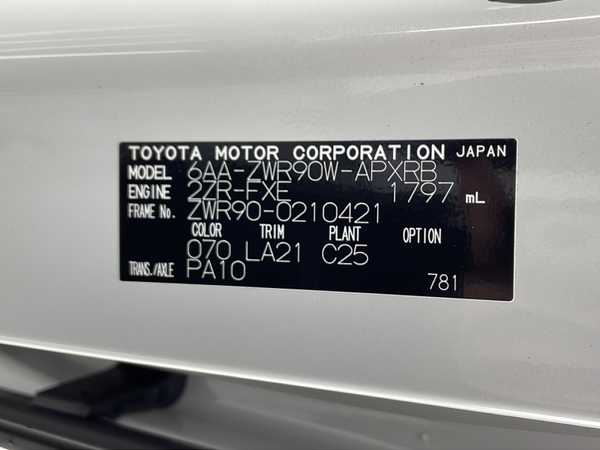 TOYOTA MOTOR CORPORATION JAPAN
MODEL 6AA-ZWR90W-APXRB
ENGINE 2ZR-FXE 1797 mL
FRAME No. ZWR90-0210421
COLOR TRIM PLANT OPTION
070 LA21 C25
TRANS./AXLE PA10 781